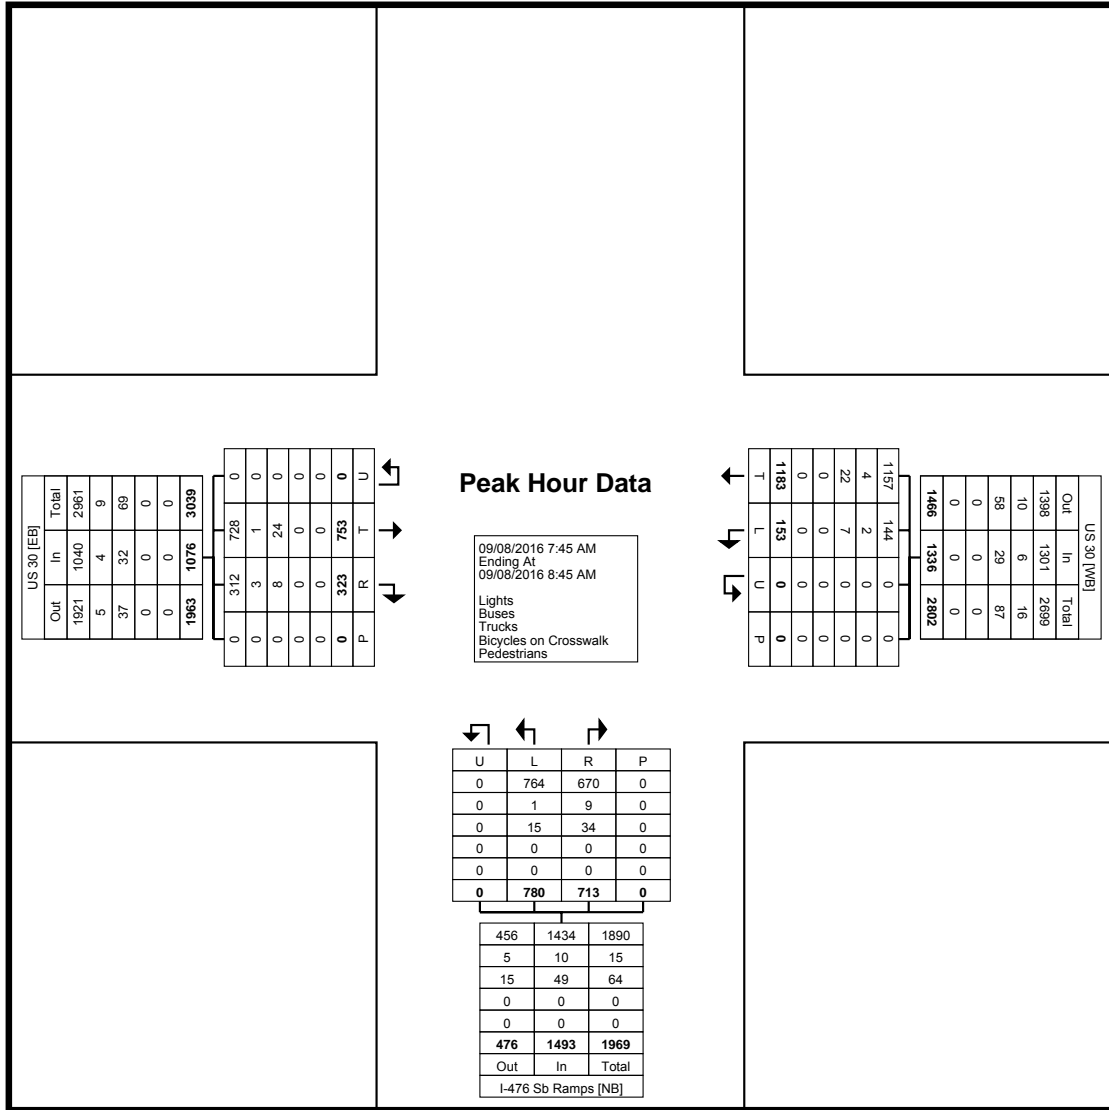 Peak Hour Data
09/08/2016 7:45 AM
Ending At
09/08/2016 8:45 AM
Lights
Buses
Trucks
Bicycles on Crosswalk
Pedestrians
US 30 [EB]
Total In Out
2961 1040 1921
9 4 5
69 32 37
0 0 0
0 0 0
3039 1076 1963
0 728 312 0
0 1 3 0
0 24 8 0
0 0 0 0
0 0 0 0
0 753 323 0
U T R P
US 30 [WB]
Out In Total
1398 1301 2699
10 6 16
58 29 87
0 0 0
0 0 0
1466 1336 2802
1157 144 0 0
4 2 0 0
22 7 0 0
0 0 0 0
0 0 0 0
1183 153 0 0
T L U P
U L R P
0 764 670 0
0 1 9 0
0 15 34 0
0 0 0 0
0 0 0 0
0 780 713 0
456 1434 1890
5 10 15
15 49 64
0 0 0
0 0 0
476 1493 1969
Out In Total
I-476 Sb Ramps [NB]